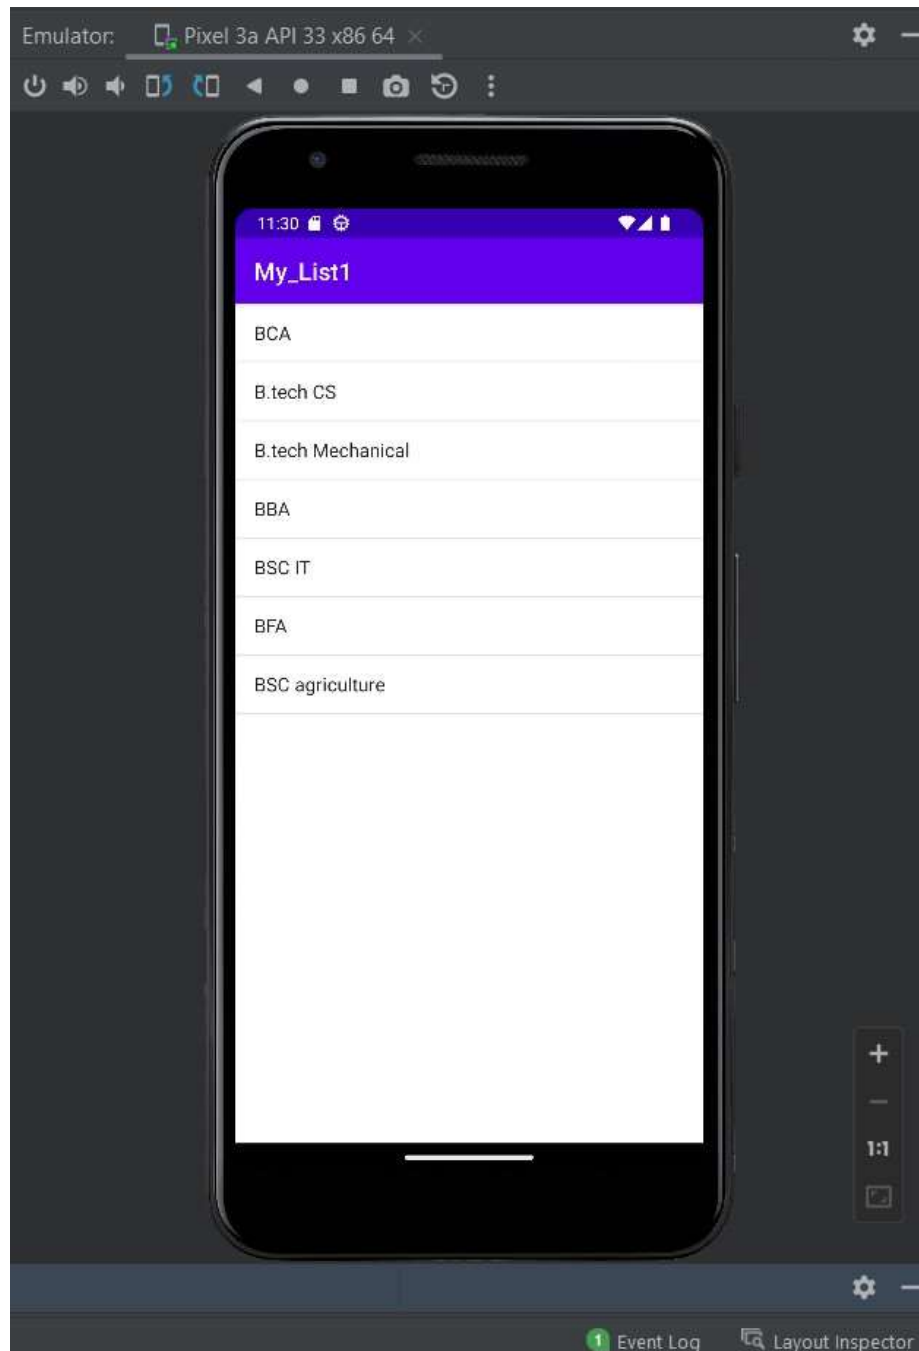 Emulator: Pixel 3a API 33 x86 64
11:30
My_List1
BCA
B.tech CS
B.tech Mechanical
BBA
BSC IT
BFA
BSC agriculture
1:1
1 Event Log Layout Inspector